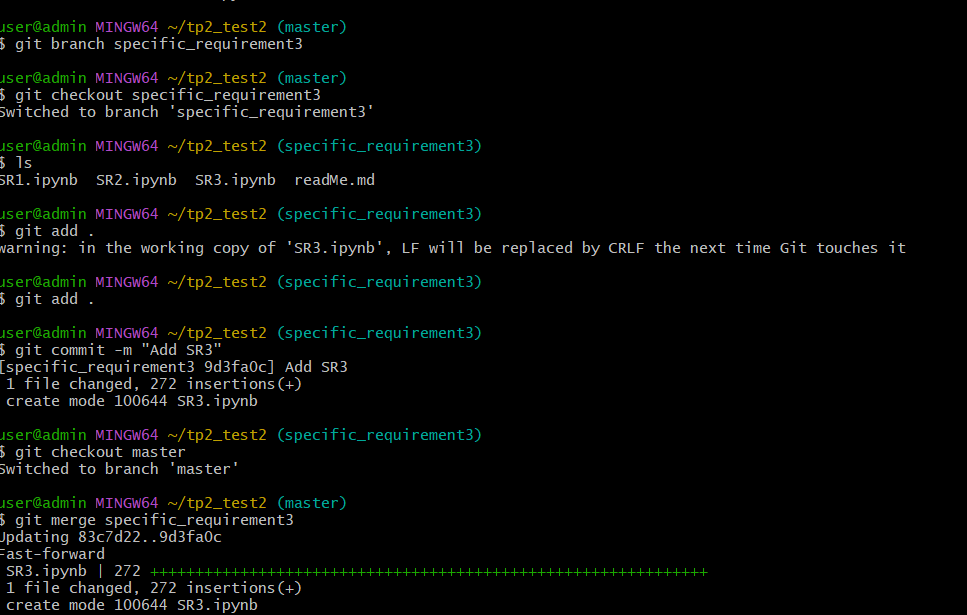 user@admin MINGW64 ~/tp2_test2 (master)
$ git branch specific_requirement3
user@admin MINGW64 ~/tp2_test2 (master)
$ git checkout specific_requirement3
Switched to branch 'specific_requirement3'
user@admin MINGW64 ~/tp2_test2 (specific_requirement3)
$ ls
SR1.ipynb  SR2.ipynb  SR3.ipynb  readMe.md
user@admin MINGW64 ~/tp2_test2 (specific_requirement3)
$ git add .
warning: in the working copy of 'SR3.ipynb', LF will be replaced by CRLF the next time Git touches it
user@admin MINGW64 ~/tp2_test2 (specific_requirement3)
$ git add .
user@admin MINGW64 ~/tp2_test2 (specific_requirement3)
$ git commit -m "Add SR3"
[specific_requirement3 9d3fa0c] Add SR3
 1 file changed, 272 insertions(+)
 create mode 100644 SR3.ipynb
user@admin MINGW64 ~/tp2_test2 (specific_requirement3)
$ git checkout master
Switched to branch 'master'
user@admin MINGW64 ~/tp2_test2 (master)
$ git merge specific_requirement3
Updating 83c7d22..9d3fa0c
Fast-forward
 SR3.ipynb | 272 ++++++++++++++++++++++++++++++++++++++++++++++++++++++++++++++
 1 file changed, 272 insertions(+)
 create mode 100644 SR3.ipynb